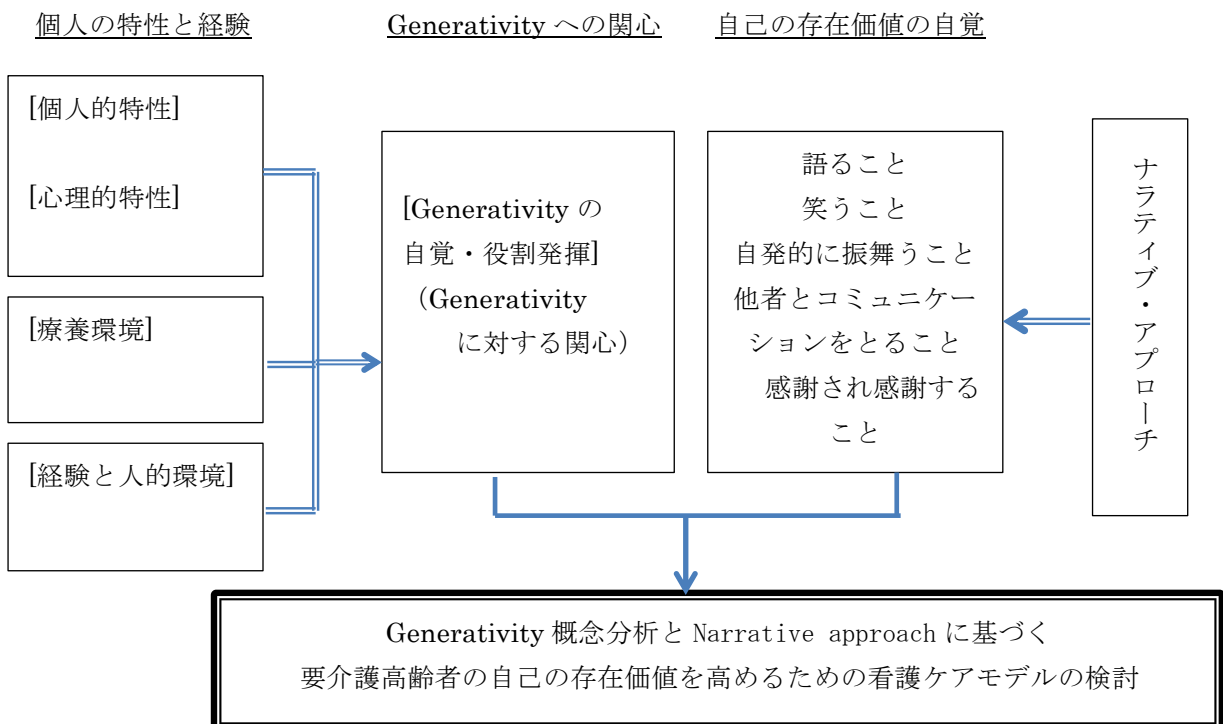 個人の特性と経験
Generativity への関心
自己の存在価値の自覚
[個人的特性]
[心理的特性]
[療養環境]
[経験と人的環境]
[Generativity の
自覚・役割発揮]
(Generativity
に対する関心)
語ること
笑うこと
自発的に振舞うこと
他者とコミュニケー
ションをとること
感謝され感謝する
こと
ナラティブ・アプローチ
Generativity 概念分析と Narrative approach に基づく
要介護高齢者の自己の存在価値を高めるための看護ケアモデルの検討